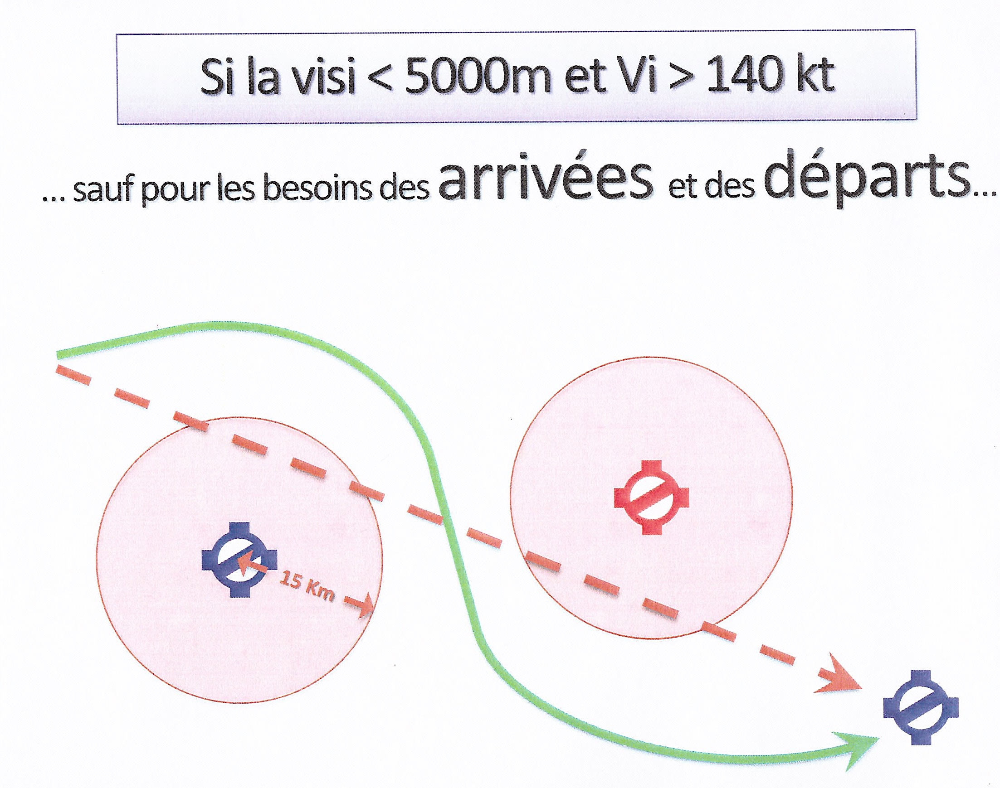 Si la visi < 5000m et Vi > 140 kt
... sauf pour les besoins des arrivées et des départs...
15 Km